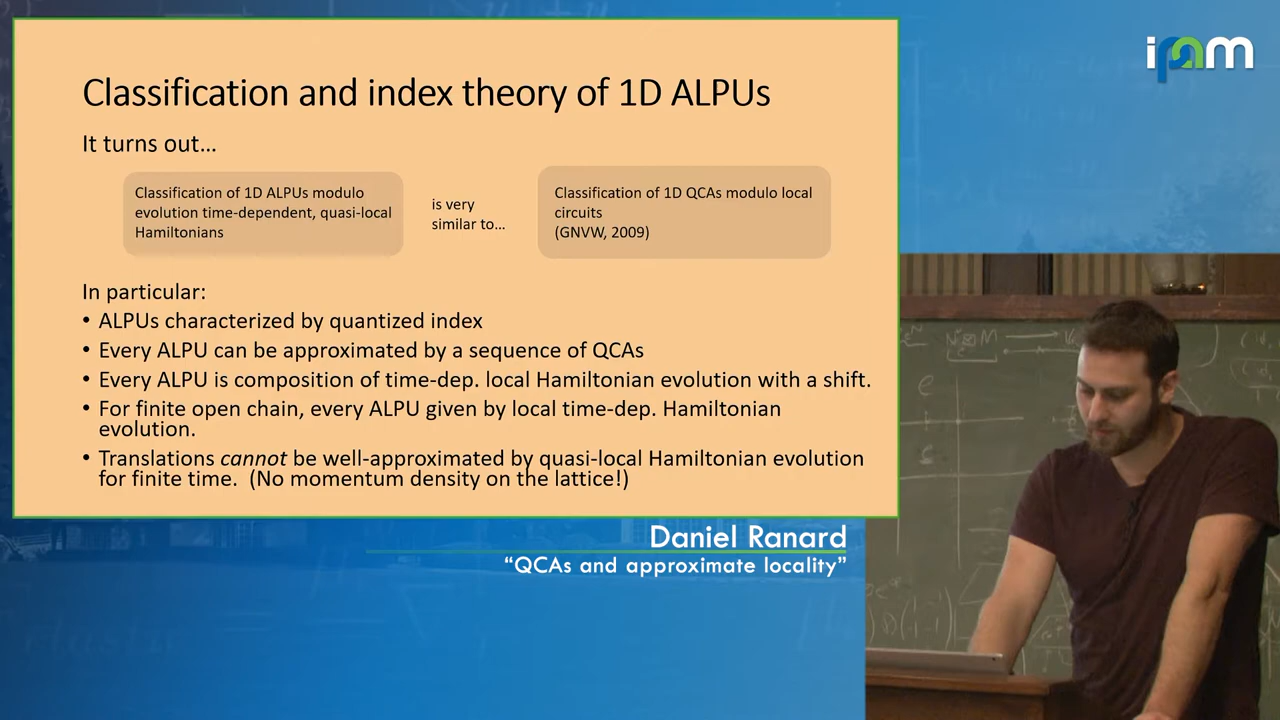 ipam
Classification and index theory of 1D ALPUs
It turns out...
Classification of 1D ALPUs modulo
evolution time-dependent, quasi-local
Hamiltonians
is very
similar to...
Classification of 1D QCAs modulo local
circuits
(GNVW, 2009)
In particular:
• ALPUs characterized by quantized index
• Every ALPU can be approximated by a sequence of QCAs
• Every ALPU is composition of time-dep. local Hamiltonian evolution with a shift.
• For finite open chain, every ALPU given by local time-dep. Hamiltonian
evolution.
• Translations cannot be well-approximated by quasi-local Hamiltonian evolution
for finite time. (No momentum density on the lattice!)
Daniel Ranard
“QCAs and approximate locality”